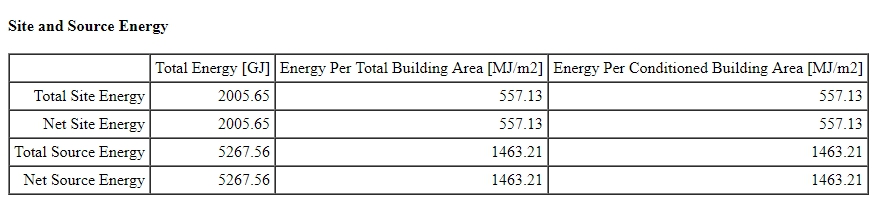 Site and Source Energy
Total Energy [GJ] Energy Per Total Building Area [MJ/m2] Energy Per Conditioned Building Area [MJ/m2]
Total Site Energy 2005.65 557.13 557.13
Net Site Energy 2005.65 557.13 557.13
Total Source Energy 5267.56 1463.21 1463.21
Net Source Energy 5267.56 1463.21 1463.21